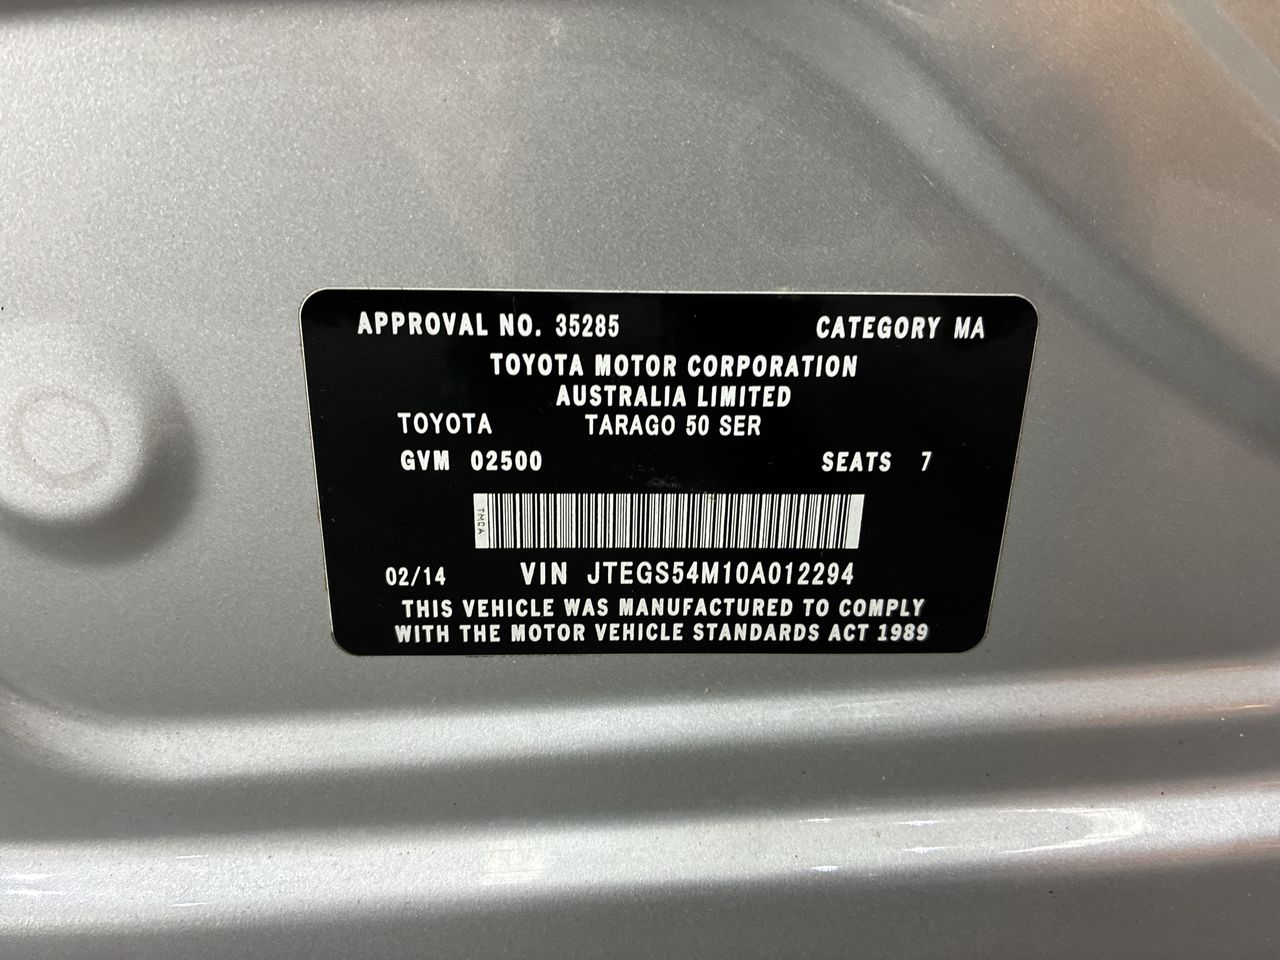 APPROVAL NO. 35285 CATEGORY MA
TOYOTA MOTOR CORPORATION
AUSTRALIA LIMITED
TOYOTA TARAGO 50 SER
GVM 02500 SEATS 7
TMCA
02/14 VIN JTEGS54M10A012294
THIS VEHICLE WAS MANUFACTURED TO COMPLY
WITH THE MOTOR VEHICLE STANDARDS ACT 1989